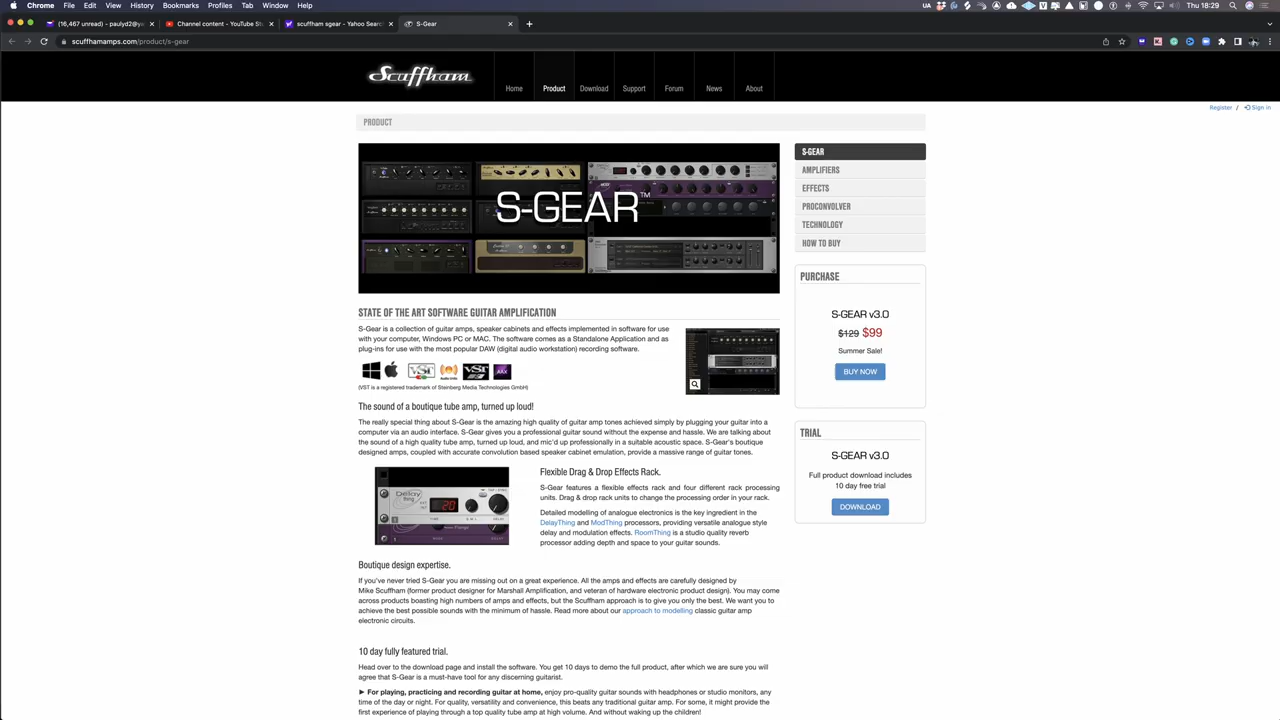 Chrome File Edit View History Bookmarks Profiles Tab Window Help
Thu 18:29
(16,467 unread) - paulyd2@ya
Channel content - YouTube St
scuffham sgear - Yahoo Sear
S-Gear
scuffhamamps.com/product/s-gear
Scuffham
Home Product Download Support Forum News About
Register / Sign in
PRODUCT
S-GEAR™
S-GEAR
AMPLIFIERS
EFFECTS
PROCONVOLVER
TECHNOLOGY
HOW TO BUY
PURCHASE
S-GEAR v3.0
$129 $99
Summer Sale!
BUY NOW
TRIAL
S-GEAR v3.0
Full product download includes
10 day free trial
DOWNLOAD
STATE OF THE ART SOFTWARE GUITAR AMPLIFICATION
S-Gear is a collection of guitar amps, speaker cabinets and effects implemented in software for use
with your computer, Windows PC or MAC. The software comes as a Standalone Application and as
plug-ins for use with the most popular DAW (digital audio workstation) recording software.
(VST is a registered trademark of Steinberg Media Technologies GmbH)
The sound of a boutique tube amp, turned up loud!
The really special thing about S-Gear is the amazing high quality of guitar amp tones achieved simply by plugging your guitar into a
computer via an audio interface. S-Gear gives you a professional guitar sound without the expense and hassle. We are talking about
the sound of a high quality tube amp, turned up loud, and mic'd up professionally in a suitable acoustic space. S-Gear's boutique
designed amps, coupled with accurate convolution based speaker cabinet emulation, provide a massive range of guitar tones.
Delay
Thing
20
Flexible Drag & Drop Effects Rack.
S-Gear features a flexible effects rack and four different rack processing
units. Drag & drop rack units to change the processing order in your rack.
Detailed modelling of analogue electronics is the key ingredient in the
DelayThing and ModThing processors, providing versatile analogue style
delay and modulation effects. RoomThing is a studio quality reverb
processor adding depth and space to your guitar sounds.
Boutique design expertise.
If you've never tried S-Gear you are missing out on a great experience. All the amps and effects are carefully designed by
Mike Scuffham (former product designer for Marshall Amplification, and veteran of hardware electronic product design). You may come
across products boasting high numbers of amps and effects, but the Scuffham approach is to give you only the best. We want you to
achieve the best possible sounds with the minimum of hassle. Read more about our approach to modelling classic guitar amp
electronic circuits.
10 day fully featured trial.
Head over to the download page and install the software. You get 10 days to demo the full product, after which we are sure you will
agree that S-Gear is a must-have tool for any discerning guitarist.
► For playing, practicing and recording guitar at home, enjoy pro-quality guitar sounds with headphones or studio monitors, any
time of the day or night. For quality, versatility and convenience, this beats any traditional guitar amp. For some, it might provide the
first experience of playing through a top quality tube amp at high volume. And without waking up the children!